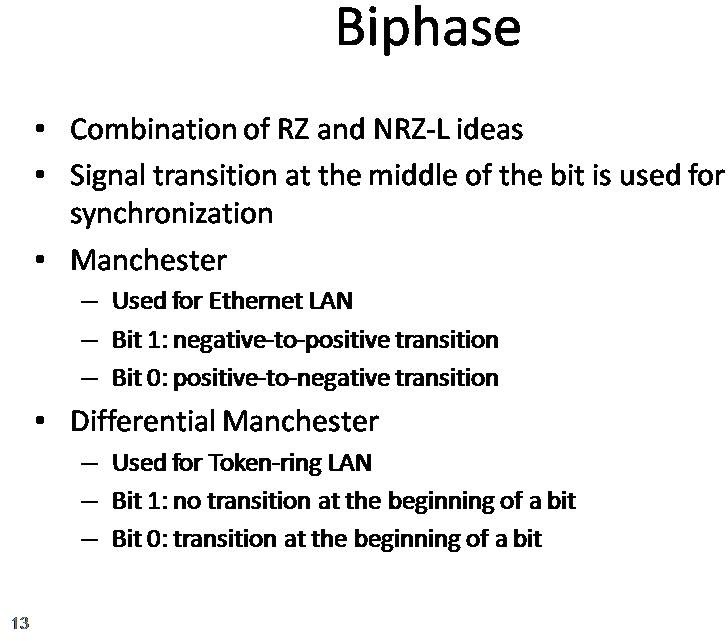 Biphase
• Combination of RZ and NRZ-L ideas
• Signal transition at the middle of the bit is used for
synchronization
• Manchester
– Used for Ethernet LAN
– Bit 1: negative-to-positive transition
– Bit 0: positive-to-negative transition
• Differential Manchester
– Used for Token-ring LAN
– Bit 1: no transition at the beginning of a bit
– Bit 0: transition at the beginning of a bit
13